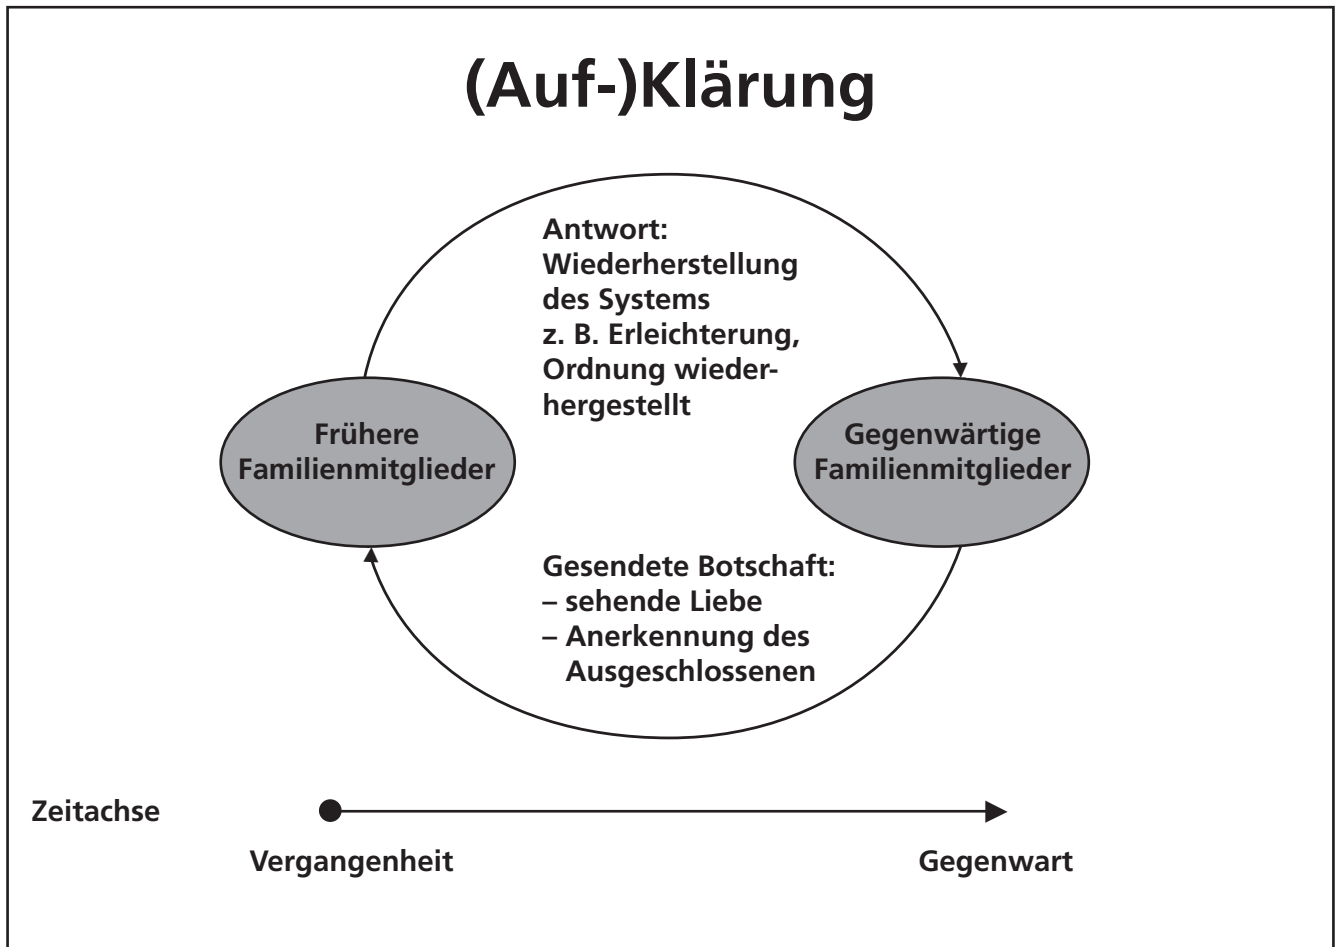 (Auf-)Klärung
Antwort:
Wiederherstellung
des Systems
z. B. Erleichterung,
Ordnung wieder-
hergestellt
Frühere
Familienmitglieder
Gegenwärtige
Familienmitglieder
Gesendete Botschaft:
– sehende Liebe
– Anerkennung des
Ausgeschlossenen
Zeitachse
Vergangenheit
Gegenwart